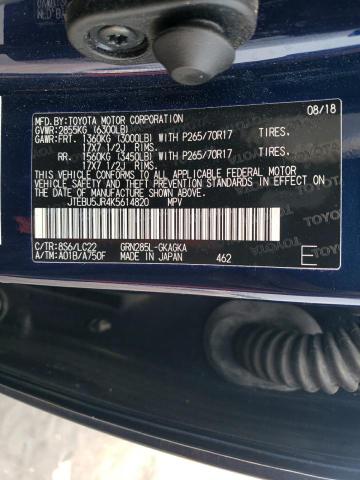 MFD.BY:TOYOTA MOTOR CORPORATION 08/18
GVWR:2855KG (6300LB)
GAWR:FRT. 1360KG (3000LB) WITH P265/70R17 TIRES.
17X7 1/2J RIMS.
RR. 1560KG (3450LB) WITH P265/70R17 TIRES.
17X7 1/2J RIMS.
THIS VEHICLE CONFORMS TO ALL APPLICABLE FEDERAL MOTOR
VEHICLE SAFETY AND THEFT PREVENTION STANDARDS IN EFFECT ON
THE DATE OF MANUFACTURE SHOWN ABOVE.
JTEBU5JR4K5614820 MPV
C/TR:8S6/LC22 GRN285L-GKAGKA
A/TM:A01B/A750F MADE IN JAPAN 462 E